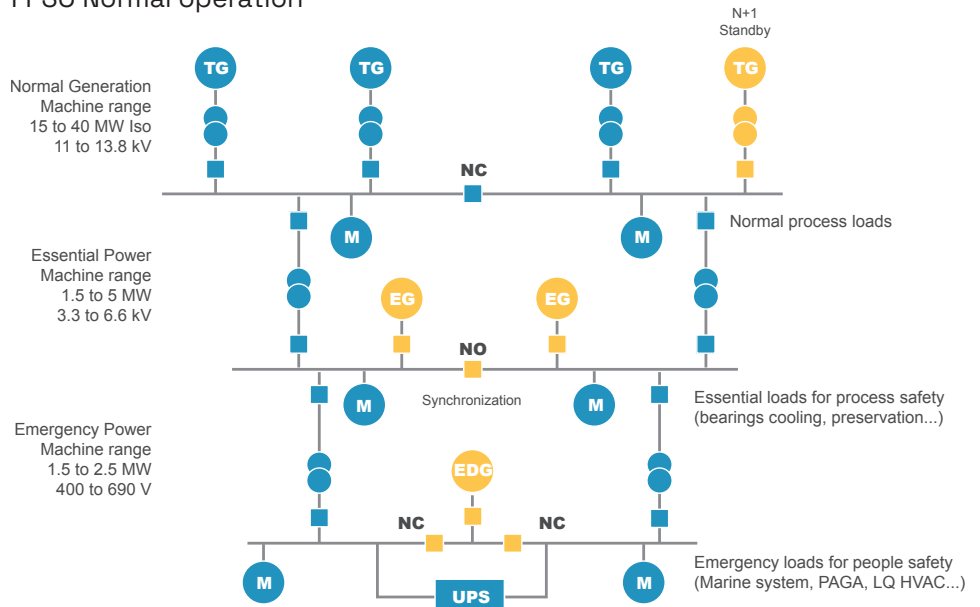 FPSO Normal operation
N+1
Standby
TG
TG
TG
TG
Normal Generation
Machine range
15 to 40 MW Iso
11 to 13.8 kV
NC
M
M
Normal process loads
Essential Power
Machine range
1.5 to 5 MW
3.3 to 6.6 kV
EG
EG
NO
Synchronization
M
M
Essential loads for process safety
(bearings cooling, preservation...)
Emergency Power
Machine range
1.5 to 2.5 MW
400 to 690 V
EDG
NC
NC
M
UPS
M
Emergency loads for people safety
(Marine system, PAGA, LQ HVAC...)